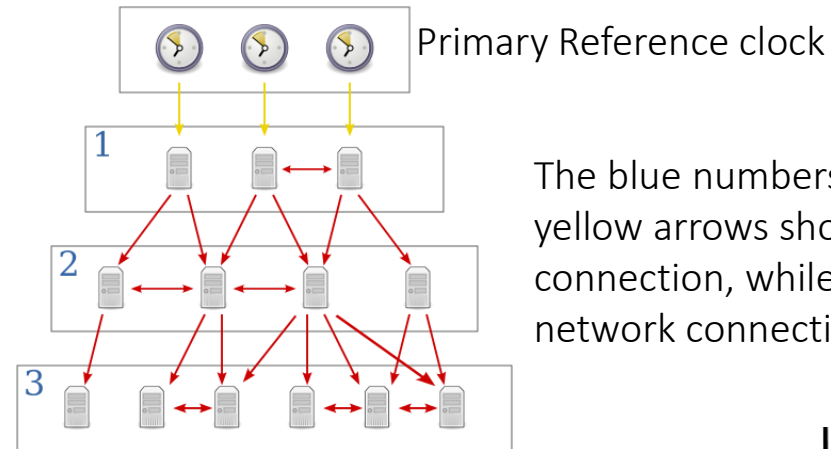 Primary Reference clock
1
The blue numbers
yellow arrows sho
connection, while
network connecti
2
3